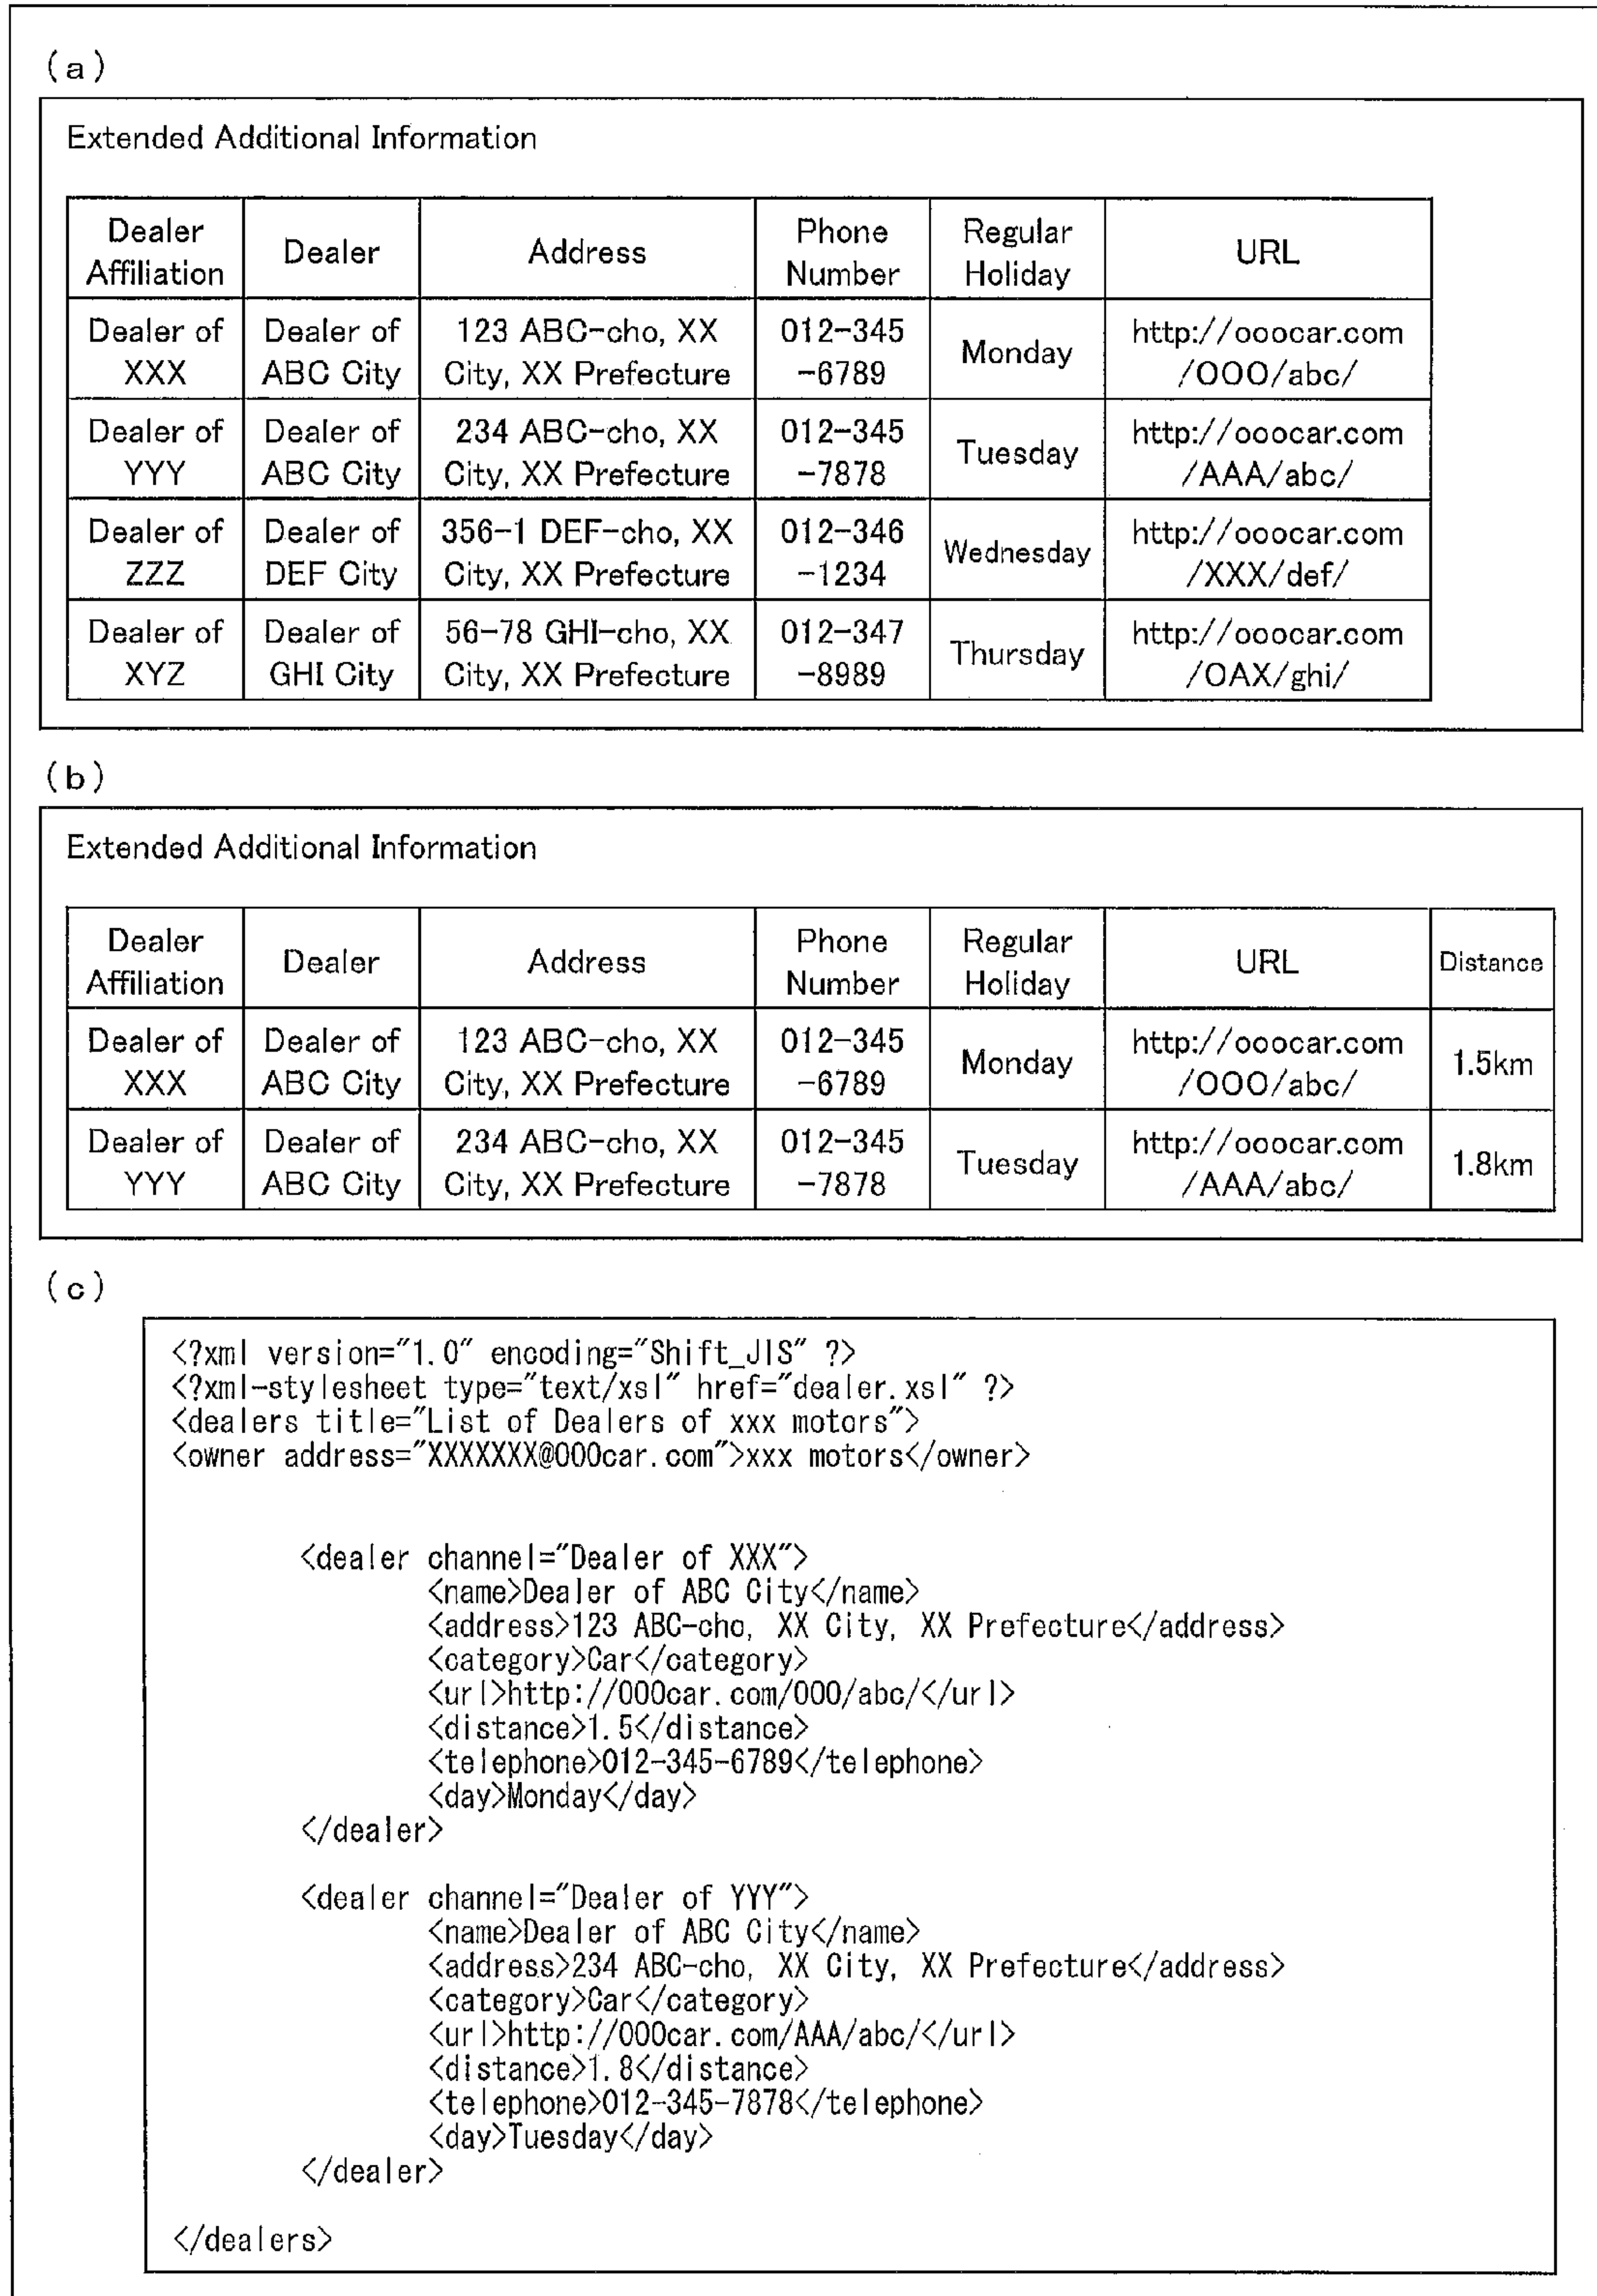 (a)
Extended Additional Information
Dealer Affiliation | Dealer | Address | Phone Number | Regular Holiday | URL
Dealer of XXX | Dealer of ABC City | 123 ABC-cho, XX City, XX Prefecture | 012-345-6789 | Monday | http://ooocar.com/OOO/abc/
Dealer of YYY | Dealer of ABC City | 234 ABC-cho, XX City, XX Prefecture | 012-345-7878 | Tuesday | http://ooocar.com/AAA/abc/
Dealer of ZZZ | Dealer of DEF City | 356-1 DEF-cho, XX City, XX Prefecture | 012-346-1234 | Wednesday | http://ooocar.com/XXX/def/
Dealer of XYZ | Dealer of GHI City | 56-78 GHI-cho, XX City, XX Prefecture | 012-347-8989 | Thursday | http://ooocar.com/OAX/ghi/
(b)
Extended Additional Information
Dealer Affiliation | Dealer | Address | Phone Number | Regular Holiday | URL | Distance
Dealer of XXX | Dealer of ABC City | 123 ABC-cho, XX City, XX Prefecture | 012-345-6789 | Monday | http://ooocar.com/OOO/abc/ | 1.5km
Dealer of YYY | Dealer of ABC City | 234 ABC-cho, XX City, XX Prefecture | 012-345-7878 | Tuesday | http://ooocar.com/AAA/abc/ | 1.8km
(c)
<?xml version="1.0" encoding="Shift_JIS" ?>
<?xml-stylesheet type="text/xsl" href="dealer.xsl" ?>
<dealers title="List of Dealers of xxx motors">
<owner address="XXXXXXX@OOOcar.com">xxx motors</owner>
<dealer channel="Dealer of XXX">
<name>Dealer of ABC City</name>
<address>123 ABC-cho, XX City, XX Prefecture</address>
<category>Car</category>
<url>http://OOOcar.com/OOO/abc/</url>
<distance>1.5</distance>
<telephone>012-345-6789</telephone>
<day>Monday</day>
</dealer>
<dealer channel="Dealer of YYY">
<name>Dealer of ABC City</name>
<address>234 ABC-cho, XX City, XX Prefecture</address>
<category>Car</category>
<url>http://OOOcar.com/AAA/abc/</url>
<distance>1.8</distance>
<telephone>012-345-7878</telephone>
<day>Tuesday</day>
</dealer>
</dealers>